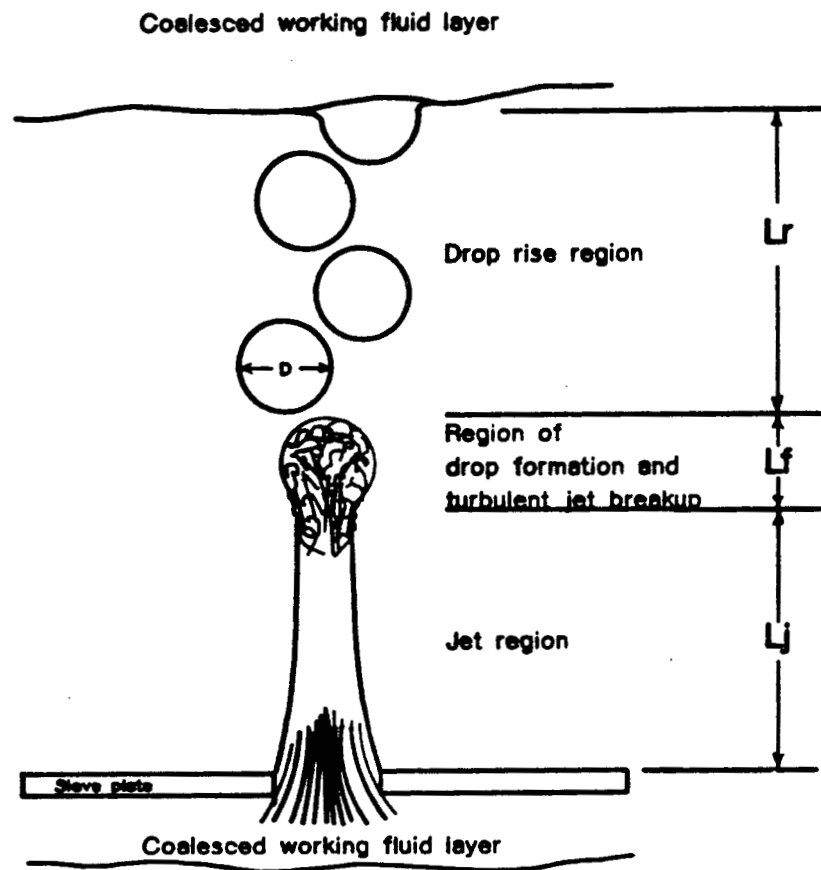 Coalesced working fluid layer
Lr
Drop rise region
D
Region of
drop formation and
turbulent jet breakup
Lf
Jet region
Lj
Sieve plate
Coalesced working fluid layer